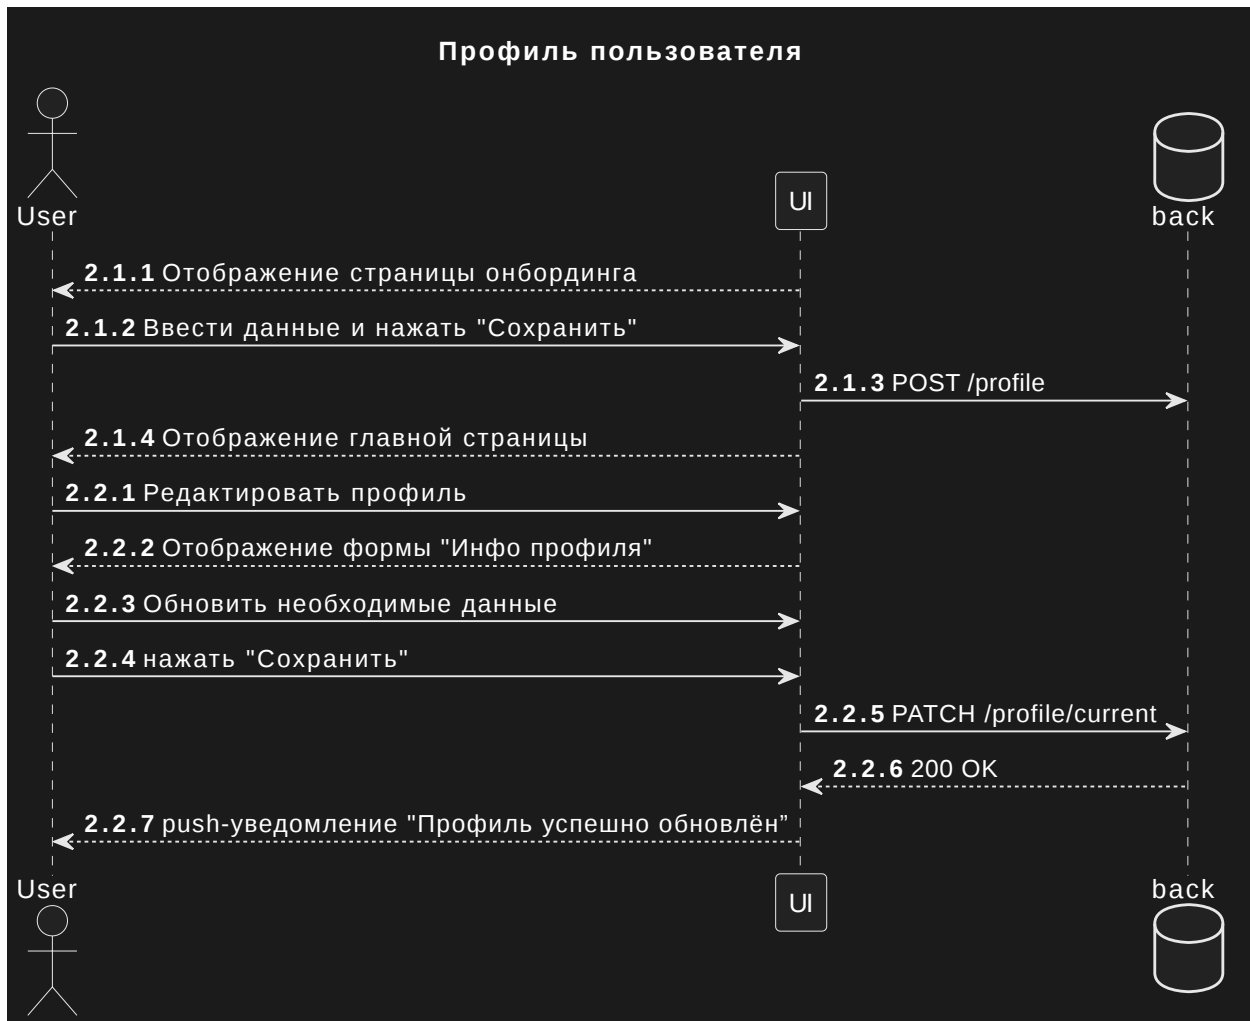 Профиль пользователя
User
UI
back
2.1.1 Отображение страницы онбординга
2.1.2 Ввести данные и нажать "Сохранить"
2.1.3 POST /profile
2.1.4 Отображение главной страницы
2.2.1 Редактировать профиль
2.2.2 Отображение формы "Инфо профиля"
2.2.3 Обновить необходимые данные
2.2.4 нажать "Сохранить"
2.2.5 PATCH /profile/current
2.2.6 200 OK
2.2.7 push-уведомление "Профиль успешно обновлён”
User
UI
back